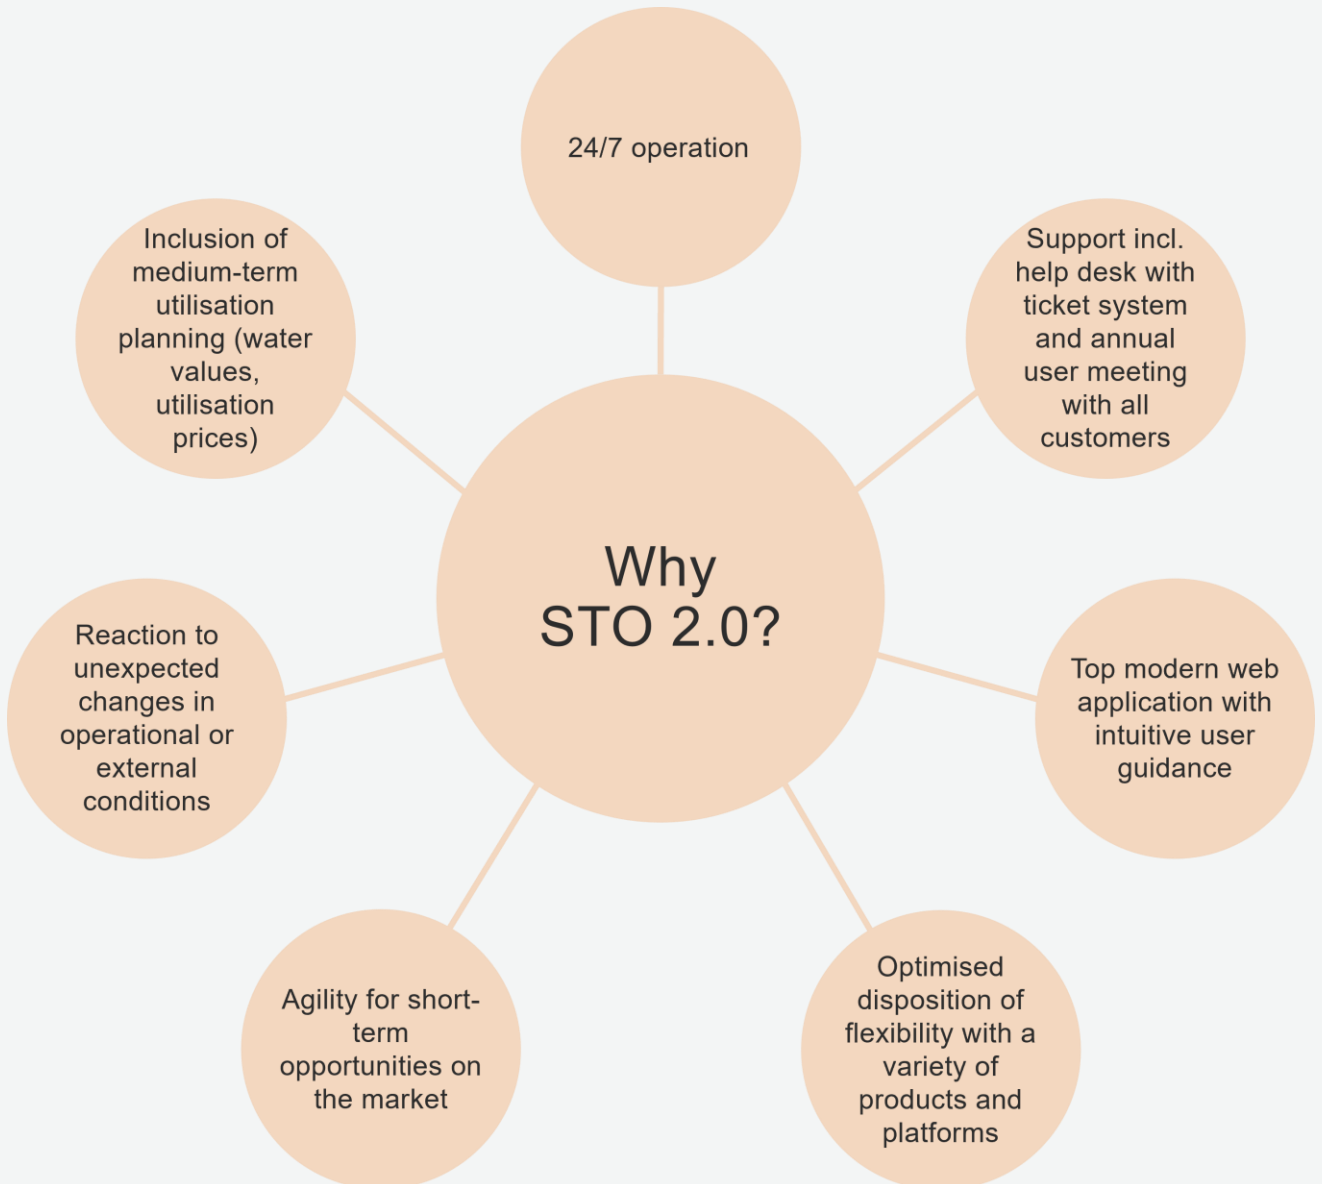 24/7 operation
Support incl.
help desk with
ticket system
and annual
user meeting
with all
customers
Top modern web
application with
intuitive user
guidance
Optimised
disposition of
flexibility with a
variety of
products and
platforms
Agility for short-
term
opportunities on
the market
Reaction to
unexpected
changes in
operational or
external
conditions
Inclusion of
medium-term
utilisation
planning (water
values,
utilisation
prices)
Why
STO 2.0?